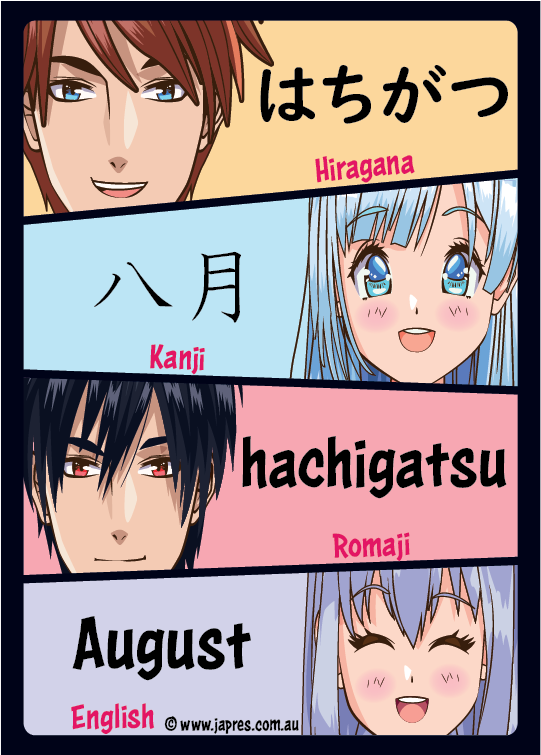 はちがつ
Hiragana
八月
Kanji
hachigatsu
Romaji
August
English © www.japres.com.au